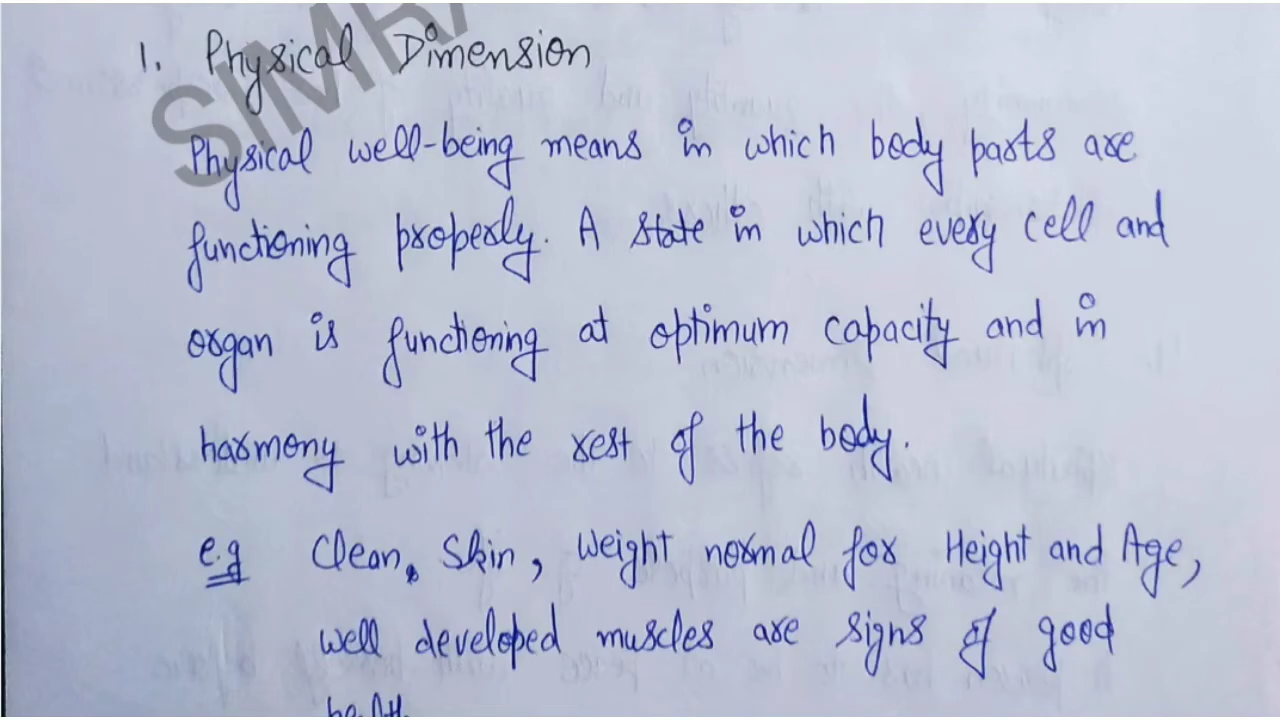 1. Physical Dimension
Physical well-being means in which body parts are
functioning properly. A state in which every cell and
organ is functioning at optimum capacity and in
harmony with the rest of the body.
e.g Clean, Skin, Weight normal for Height and Age,
well developed muscles are signs of good